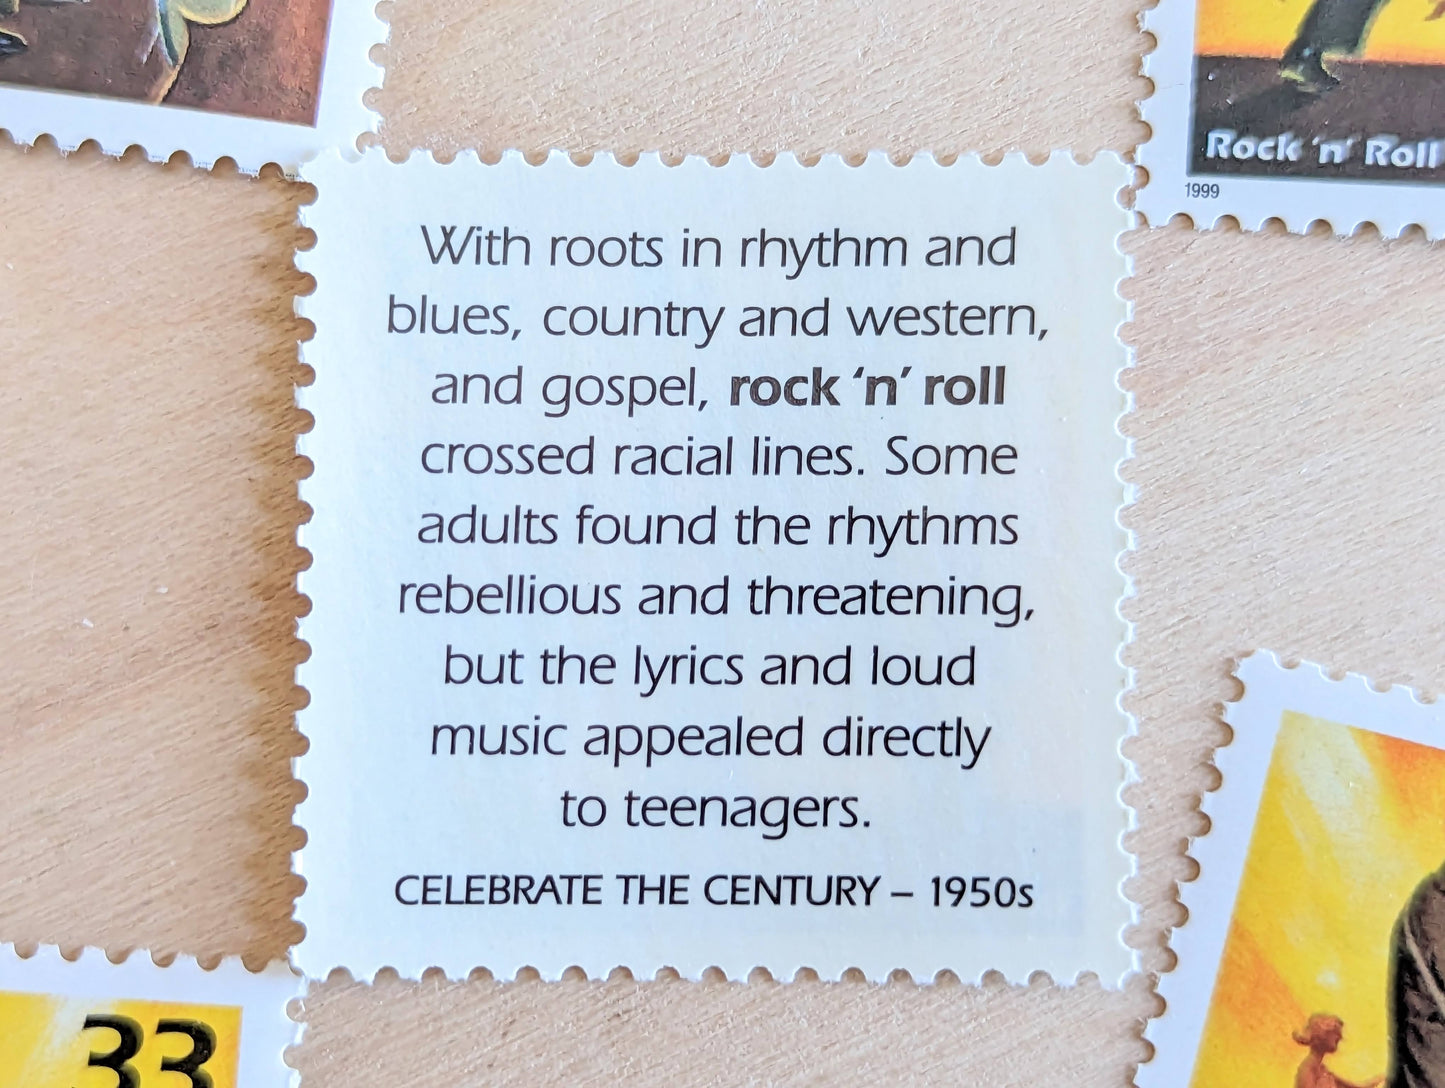 Rock ‘n’ Roll
1999
With roots in rhythm and
blues, country and western,
and gospel, rock ‘n’ roll
crossed racial lines. Some
adults found the rhythms
rebellious and threatening,
but the lyrics and loud
music appealed directly
to teenagers.
CELEBRATE THE CENTURY – 1950s
33